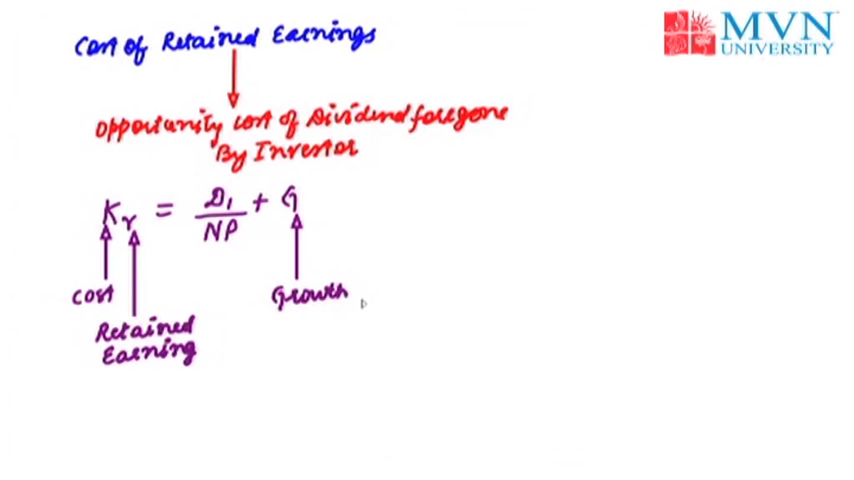 MVN
UNIVERSITY
Cost of Retained Earnings
Opportunity cost of Dividend foregone
By Investor
Kr = D1/NP + G
Cost
Growth
Retained
Earning